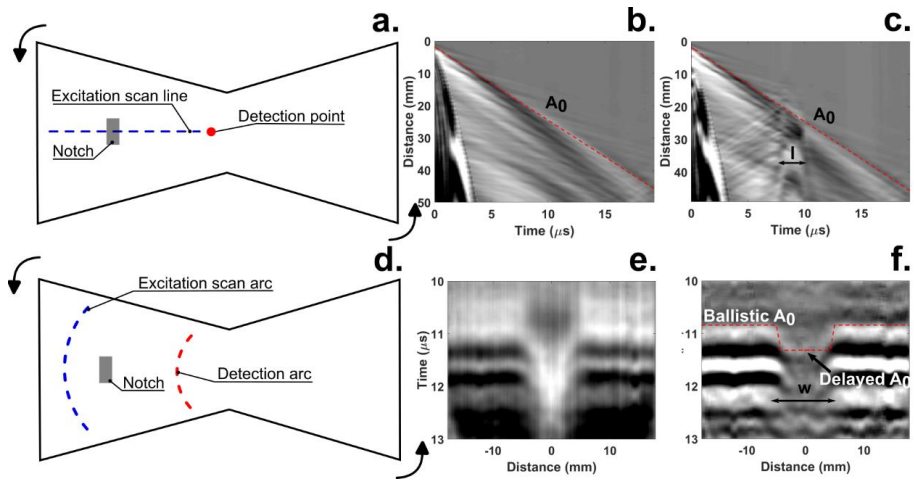 a.
Excitation scan line
Detection point
Notch
b.
0
10
20
30
40
50
Distance (mm)
A0
0
5
10
15
Time (μs)
c.
0
10
20
30
40
Distance (mm)
A0
l
0
5
10
15
Time (μs)
d.
Excitation scan arc
Notch
Detection arc
e.
10
11
12
13
Time (μs)
-10
0
10
Distance (mm)
f.
10
11
12
13
Ballistic A0
Delayed A0
w
-10
0
10
Distance (mm)